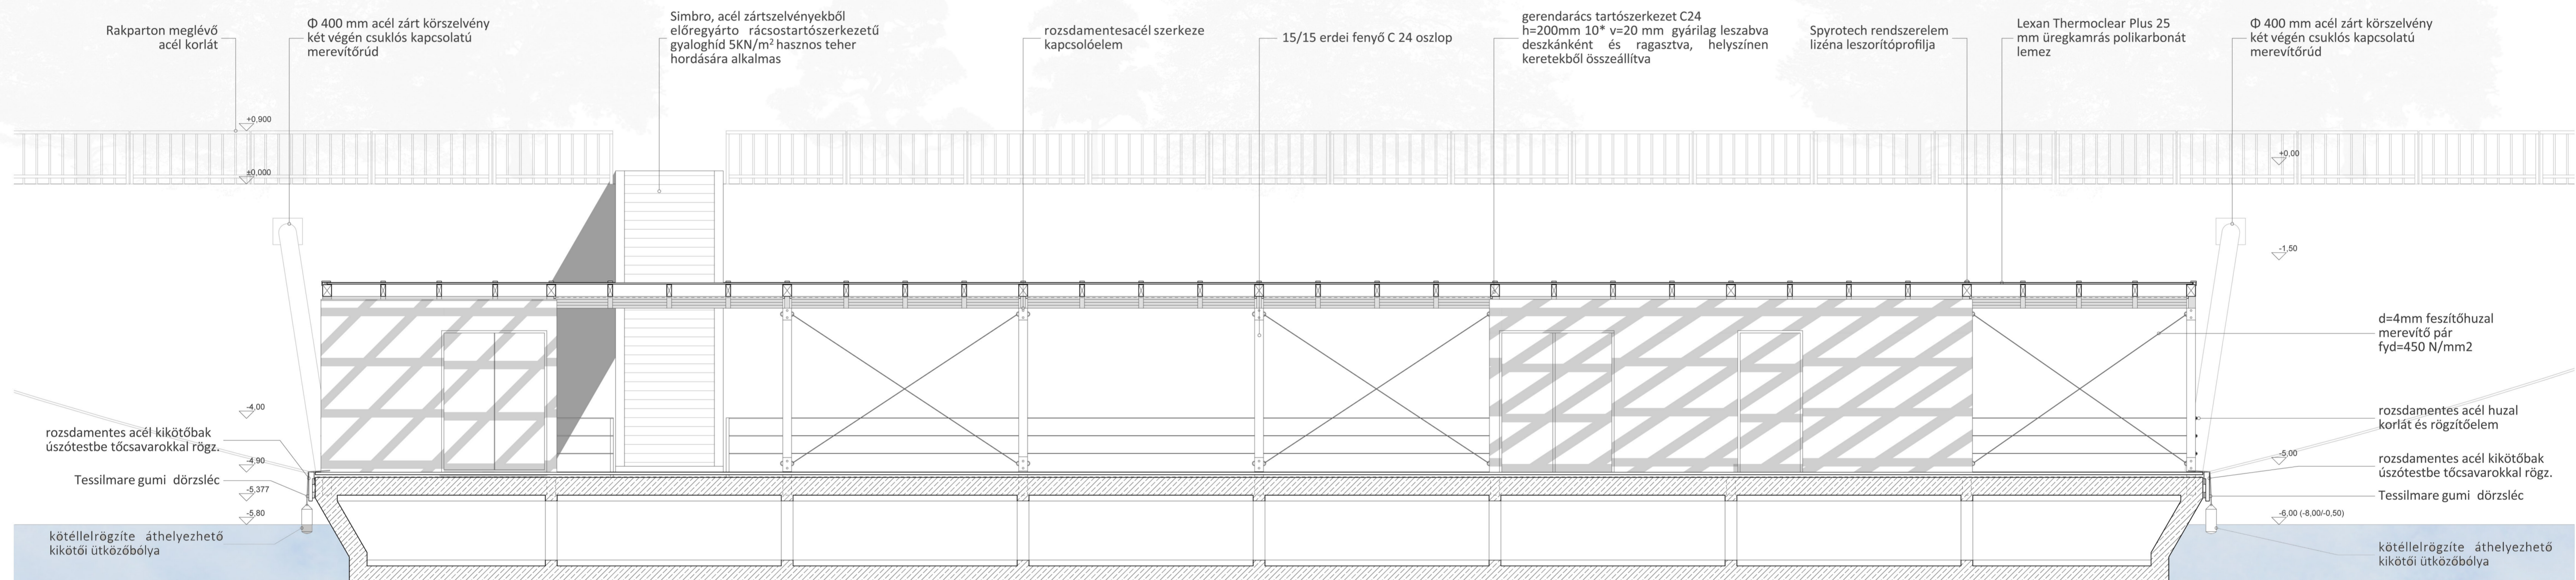 Rakparton meglévő
acél korlát
Φ 400 mm acél zárt körszelvény
két végén csuklós kapcsolatú
merevítőrúd
Simbro, acél zártszelvényekből
előregyárto rácsostartószerkezetű
gyaloghíd 5KN/m² hasznos teher
hordására alkalmas
rozsdamentesacél szerkeze
kapcsolóelem
15/15 erdei fenyő C 24 oszlop
gerendarács tartószerkezet C24
h=200mm 10* v=20 mm gyárilag leszabva
deszkánként és ragasztva, helyszínen
keretekből összeállítva
Spyrotech rendszerelem
lizéna leszorítóprofilja
Lexan Thermoclear Plus 25
mm üregkamrás polikarbonát
lemez
Φ 400 mm acél zárt körszelvény
két végén csuklós kapcsolatú
merevítőrúd
+0,900
±0,000
+0,00
-1,50
d=4mm feszítőhuzal
merevítő pár
fyd=450 N/mm2
-4,00
rozsdamentes acél kikötőbak
úszótestbe tőcsavarokkal rögz.
-4,90
Tessilmare gumi dörzsléc
-5,377
-5,80
kötéllelrögzíte áthelyezhető
kikötői ütközőbólya
rozsdamentes acél huzal
korlát és rögzítőelem
-5,00
rozsdamentes acél kikötőbak
úszótestbe tőcsavarokkal rögz.
Tessilmare gumi dörzsléc
-6,00 (-8,00/-0,50)
kötéllelrögzíte áthelyezhető
kikötői ütközőbólya